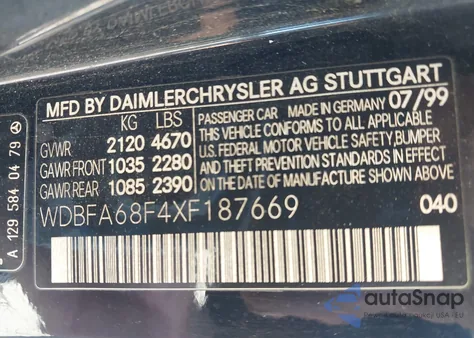 MFD BY DAIMLERCHRYSLER AG STUTTGART
KG LBS
GVWR 2120 4670
GAWR FRONT 1035 2280
GAWR REAR 1085 2390
PASSENGER CAR MADE IN GERMANY 07/99
THIS VEHICLE CONFORMS TO ALL APPLICABLE
U.S. FEDERAL MOTOR VEHICLE SAFETY, BUMPER
AND THEFT PREVENTION STANDARDS IN
EFFECT ON THE DATE OF MANUFACTURE
SHOWN ABOVE
WDBFA68F4XF187669 040
A 129 584 04 79
autoSnap